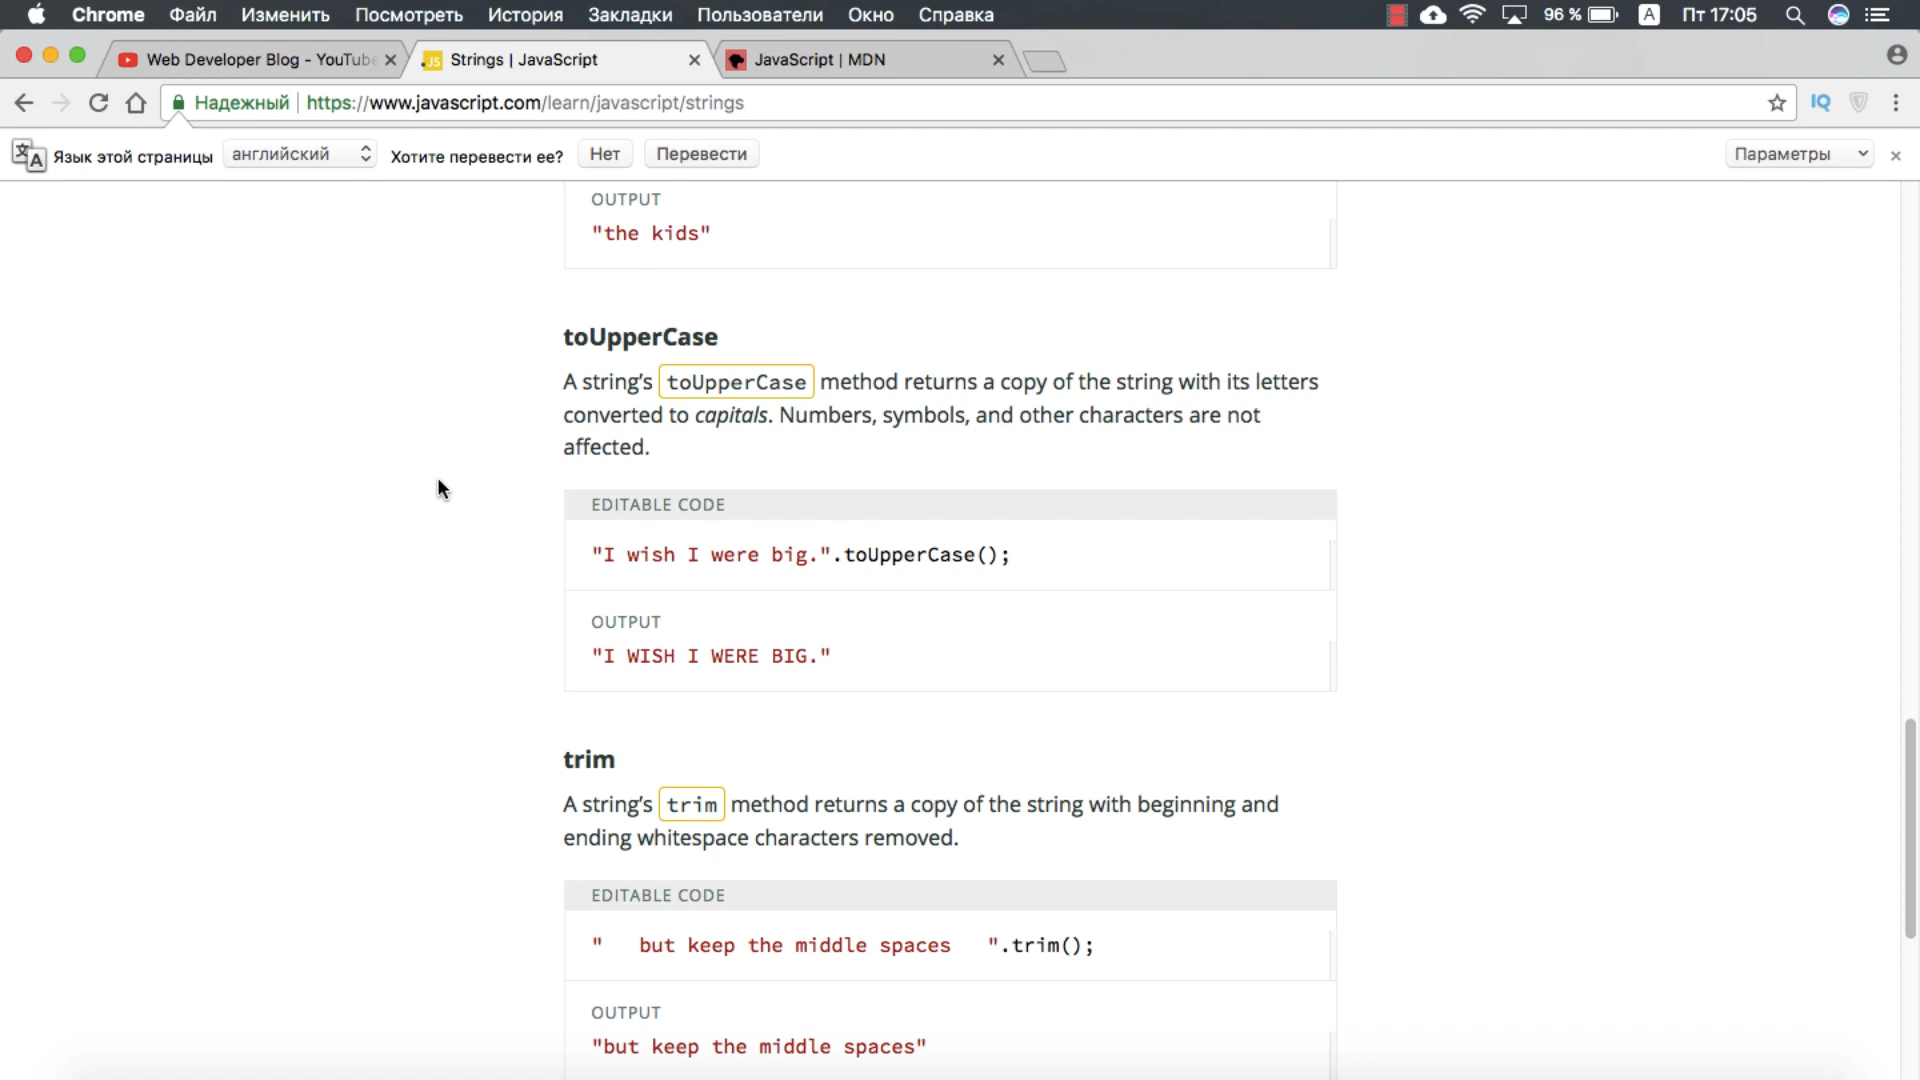 Chrome Файл Изменить Посмотреть История Закладки Пользователи Окно Справка 96 % A Пт 17:05
Web Developer Blog - YouTube Strings | JavaScript JavaScript | MDN
Надежный https://www.javascript.com/learn/javascript/strings IQ
Язык этой страницы английский Хотите перевести ее? Нет Перевести Параметры
OUTPUT
"the kids"
toUpperCase
A string’s toUpperCase method returns a copy of the string with its letters
converted to capitals. Numbers, symbols, and other characters are not
affected.
EDITABLE CODE
"I wish I were big.".toUpperCase();
OUTPUT
"I WISH I WERE BIG."
trim
A string’s trim method returns a copy of the string with beginning and
ending whitespace characters removed.
EDITABLE CODE
"   but keep the middle spaces   ".trim();
OUTPUT
"but keep the middle spaces"